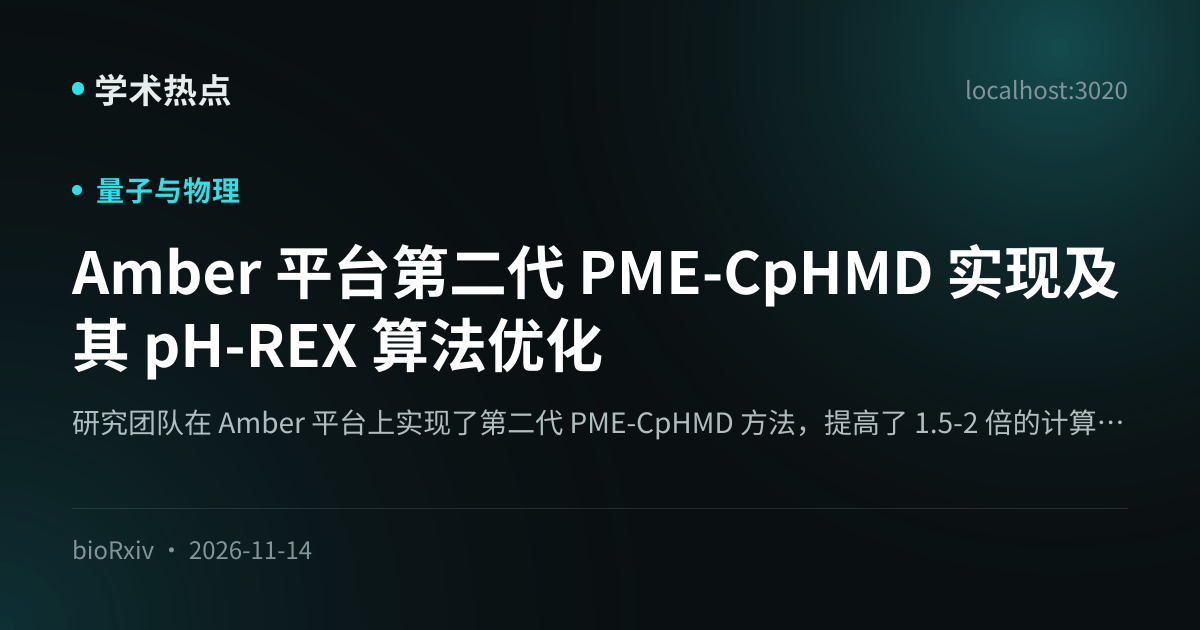 学术热点
localhost:3020
量子与物理
Amber 平台第二代 PME-CpHMD 实现及
其 pH-REX 算法优化
研究团队在 Amber 平台上实现了第二代 PME-CpHMD 方法，提高了 1.5-2 倍的计算…
bioRxiv · 2026-11-14